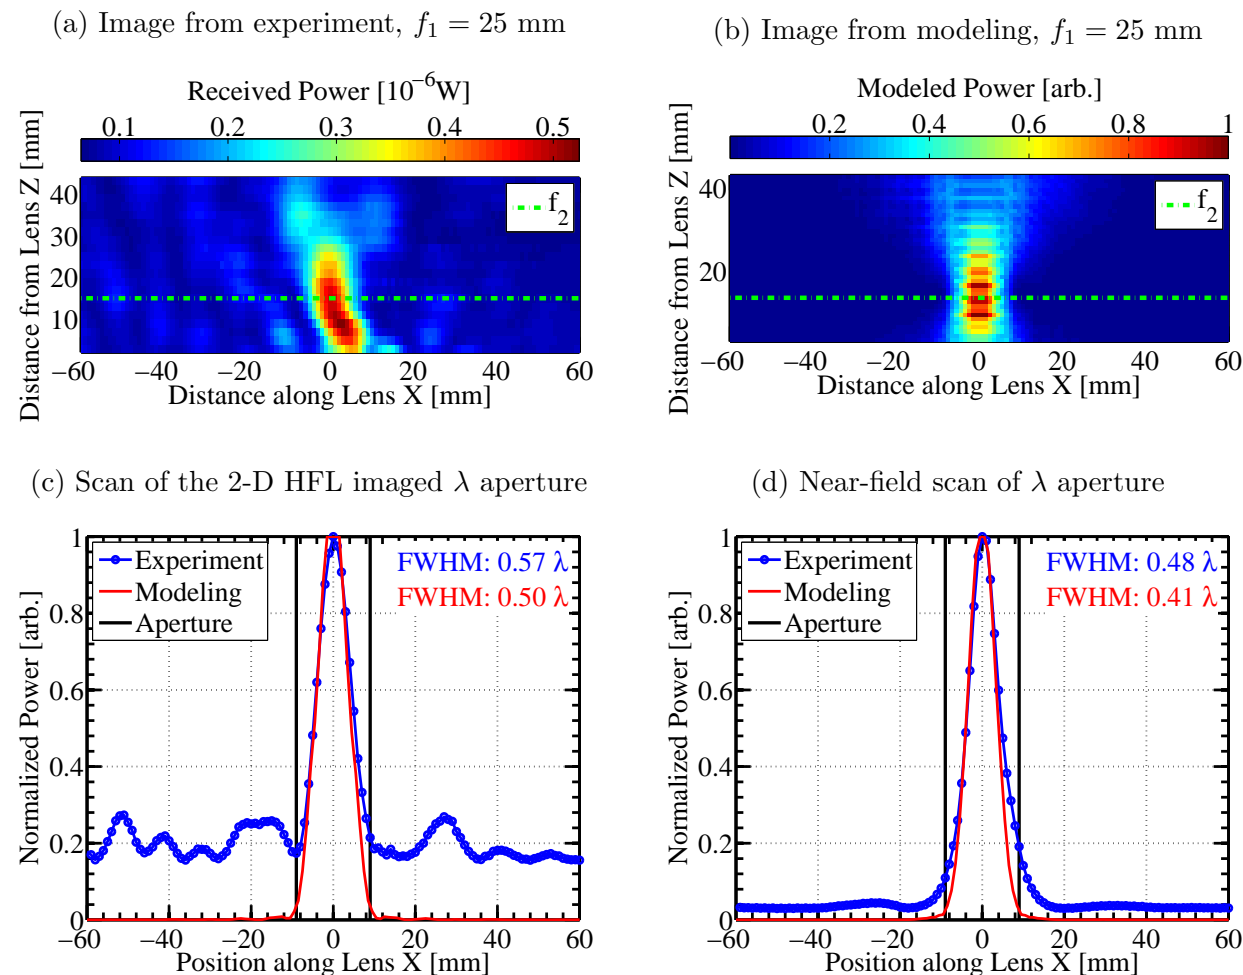 (a) Image from experiment, f₁ = 25 mm
Received Power [10⁻⁶W]
0.1 0.2 0.3 0.4 0.5
Distance from Lens Z [mm]
40
30
20
10
f₂
−60 −40 −20 0 20 40 60
Distance along Lens X [mm]
(b) Image from modeling, f₁ = 25 mm
Modeled Power [arb.]
0.2 0.4 0.6 0.8 1
Distance from Lens Z [mm]
40
20
f₂
−60 −40 −20 0 20 40 60
Distance along Lens X [mm]
(c) Scan of the 2-D HFL imaged λ aperture
Normalized Power [arb.]
1
0.8
0.6
0.4
0.2
0
Experiment
Modeling
Aperture
FWHM: 0.57 λ
FWHM: 0.50 λ
−60 −40 −20 0 20 40 60
Position along Lens X [mm]
(d) Near-field scan of λ aperture
Normalized Power [arb.]
1
0.8
0.6
0.4
0.2
0
Experiment
Modeling
Aperture
FWHM: 0.48 λ
FWHM: 0.41 λ
−60 −40 −20 0 20 40 60
Position along Lens X [mm]